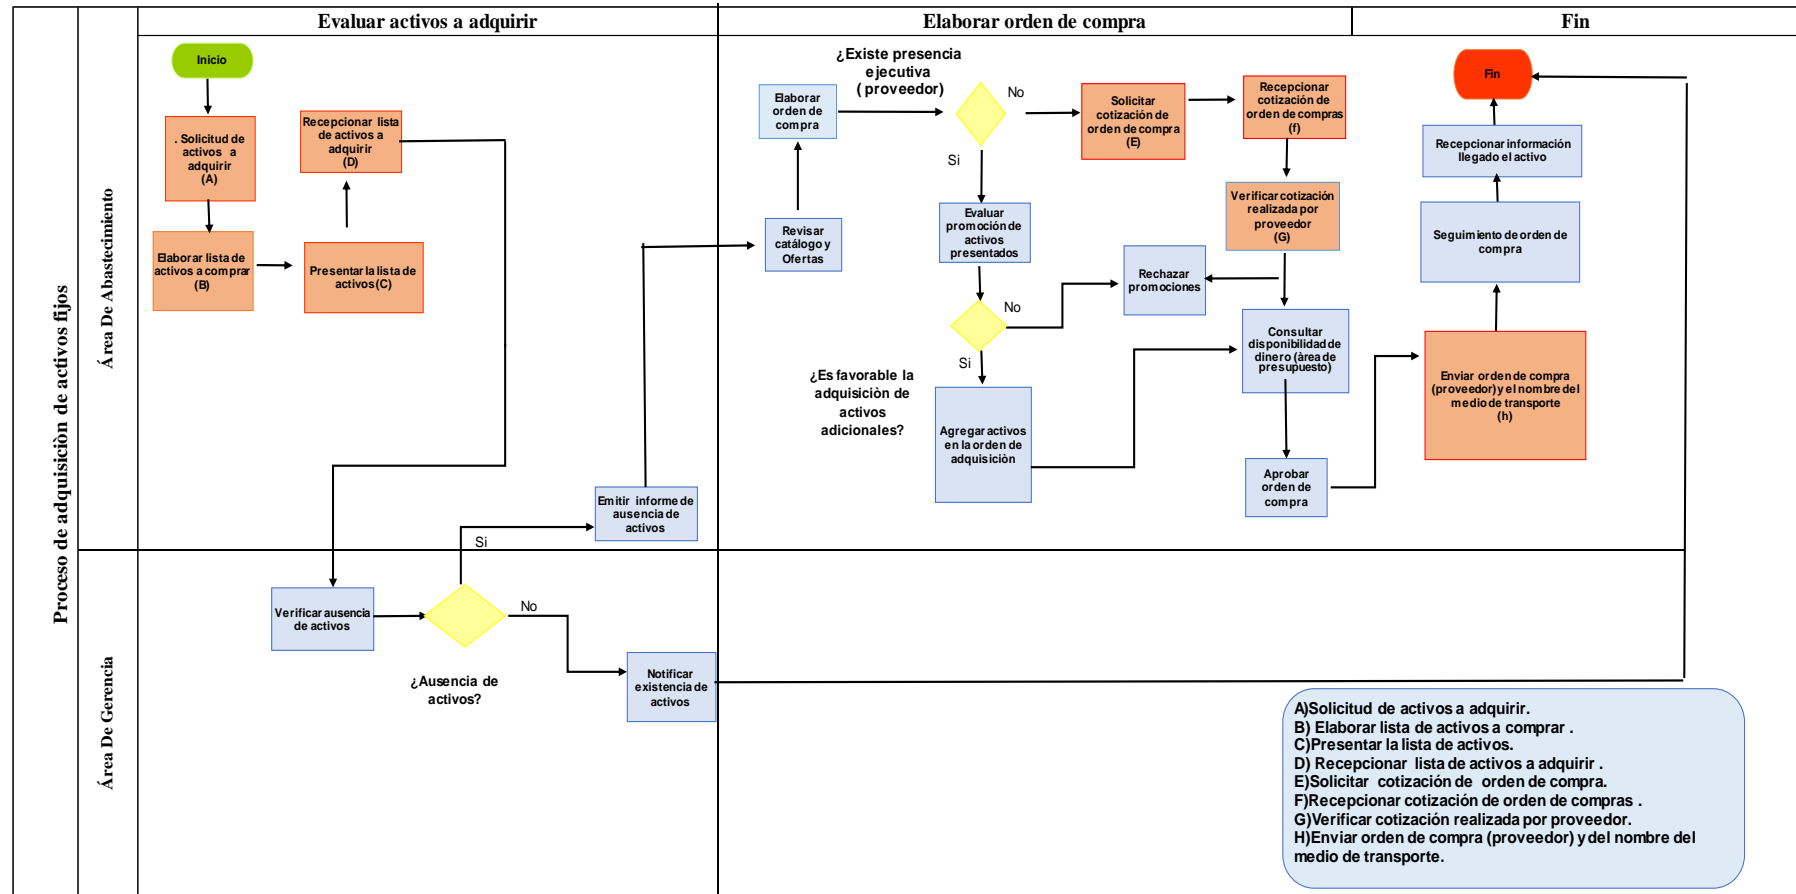 Evaluar activos a adquirir
Elaborar orden de compra
Fin
Proceso de adquisiciòn de activos fijos
Área De Abastecimiento
Inicio
. Solicitud de
activos a
adquirir
(A)
Elaborar lista de
activos a comprar
(B)
Presentar la lista de
activos (C)
Recepcionar lista
de activos a
adquirir
(D)
Emitir informe de
ausencia de
activos
Si
Revisar
catálogo y
Ofertas
Elaborar
orden de
compra
¿Existe presencia
ejecutiva
( proveedor)
No
Si
Solicitar
cotización de
orden de compra
(E)
Recepcionar
cotización de
orden de compras
(f)
Verificar cotización
realizada por
proveedor
(G)
Evaluar
promoción de
activos
presentados
No
Si
¿Es favorable la
adquisiciòn de
activos
adicionales?
Rechazar
promociones
Agregar activos
en la orden de
adquisiciòn
Consultar
disponibilidad de
dinero (àrea de
presupuesto)
Aprobar
orden de
compra
Fin
Recepcionar información
llegado el activo
Seguimiento de orden de
compra
Enviar orden de compra
(proveedor) y el nombre del
medio de transporte
(h)
Área De Gerencia
Verificar ausencia
de activos
No
¿Ausencia de
activos?
Notificar
existencia de
activos
A)Solicitud de activos a adquirir.
B) Elaborar lista de activos a comprar .
C)Presentar la lista de activos.
D) Recepcionar lista de activos a adquirir .
E)Solicitar cotización de orden de compra.
F)Recepcionar cotización de orden de compras .
G)Verificar cotización realizada por proveedor.
H)Enviar orden de compra (proveedor) y del nombre del
medio de transporte.